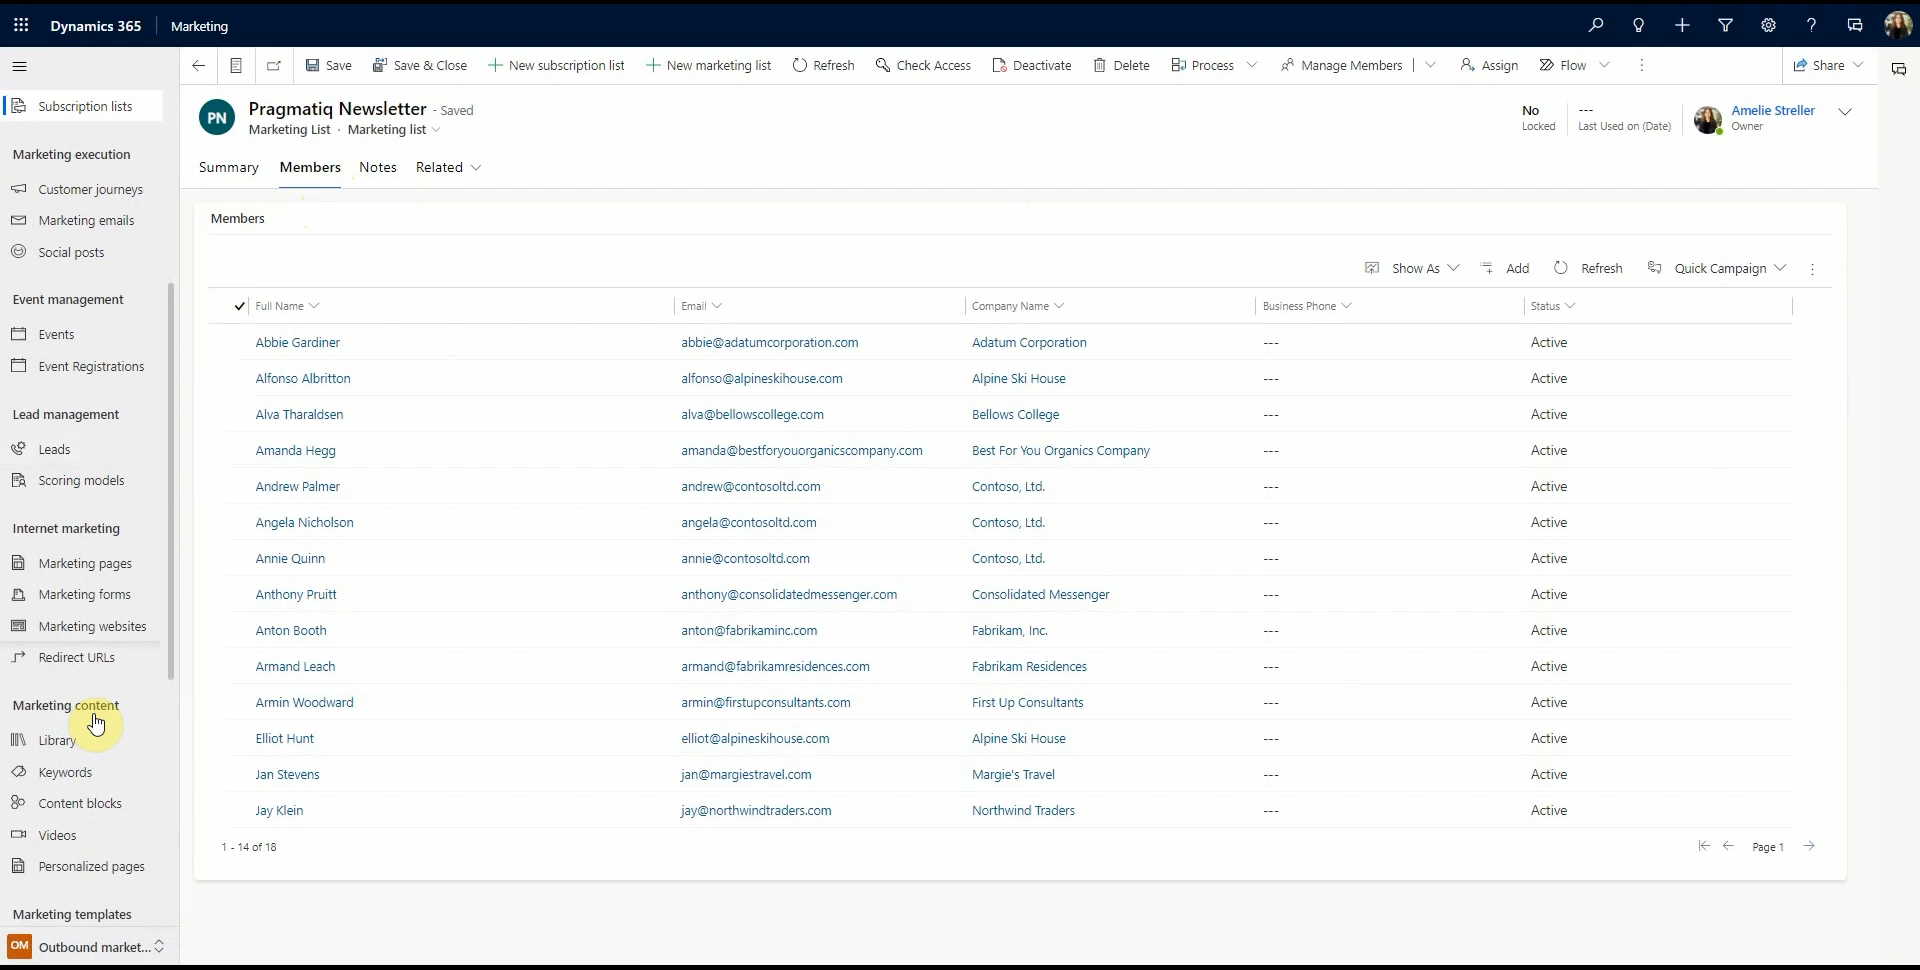 Dynamics 365 Marketing
Save Save & Close New subscription list New marketing list Refresh Check Access Deactivate Delete Process Manage Members Assign Flow Share
Subscription lists
Marketing execution
Customer journeys
Marketing emails
Social posts
Event management
Events
Event Registrations
Lead management
Leads
Scoring models
Internet marketing
Marketing pages
Marketing forms
Marketing websites
Redirect URLs
Marketing content
Library
Keywords
Content blocks
Videos
Personalized pages
Marketing templates
OM Outbound market...
PN
Pragmatiq Newsletter - Saved
Marketing List · Marketing list
No
Locked
---
Last Used on (Date)
Amelie Streller
Owner
Summary Members Notes Related
Members
Show As Add Refresh Quick Campaign
Full Name Email Company Name Business Phone Status
Abbie Gardiner abbie@adatumcorporation.com Adatum Corporation --- Active
Alfonso Albritton alfonso@alpineskihouse.com Alpine Ski House --- Active
Alva Tharaldsen alva@bellowscollege.com Bellows College --- Active
Amanda Hegg amanda@bestforyouorganicscompany.com Best For You Organics Company --- Active
Andrew Palmer andrew@contosoltd.com Contoso, Ltd. --- Active
Angela Nicholson angela@contosoltd.com Contoso, Ltd. --- Active
Annie Quinn annie@contosoltd.com Contoso, Ltd. --- Active
Anthony Pruitt anthony@consolidatedmessenger.com Consolidated Messenger --- Active
Anton Booth anton@fabrikaminc.com Fabrikam, Inc. --- Active
Armand Leach armand@fabrikamresidences.com Fabrikam Residences --- Active
Armin Woodward armin@firstupconsultants.com First Up Consultants --- Active
Elliot Hunt elliot@alpineskihouse.com Alpine Ski House --- Active
Jan Stevens jan@margiestravel.com Margie's Travel --- Active
Jay Klein jay@northwindtraders.com Northwind Traders --- Active
1 - 14 of 18
Page 1